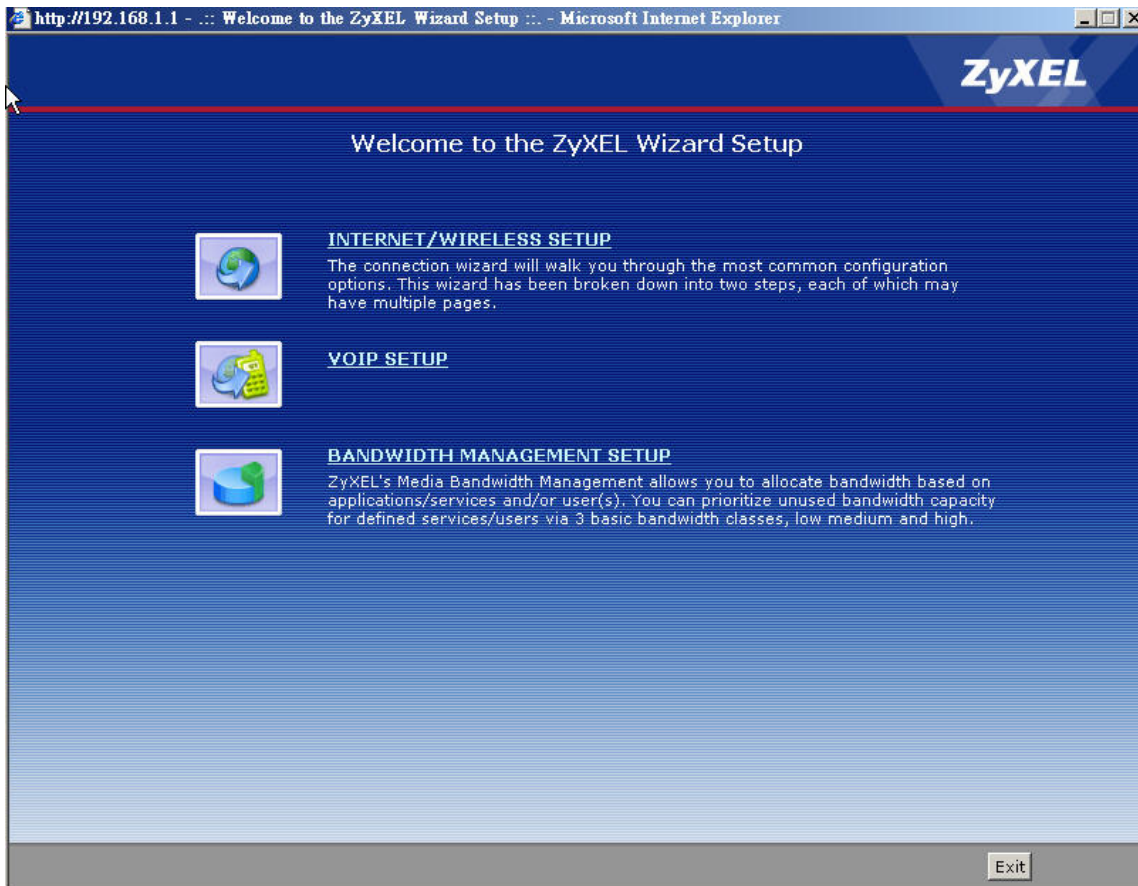 http://192.168.1.1 - .:: Welcome to the ZyXEL Wizard Setup ::. - Microsoft Internet Explorer
ZyXEL
Welcome to the ZyXEL Wizard Setup
INTERNET/WIRELESS SETUP
The connection wizard will walk you through the most common configuration
options. This wizard has been broken down into two steps, each of which may
have multiple pages.
VOIP SETUP
BANDWIDTH MANAGEMENT SETUP
ZyXEL's Media Bandwidth Management allows you to allocate bandwidth based on
applications/services and/or user(s). You can prioritize unused bandwidth capacity
for defined services/users via 3 basic bandwidth classes, low medium and high.
Exit